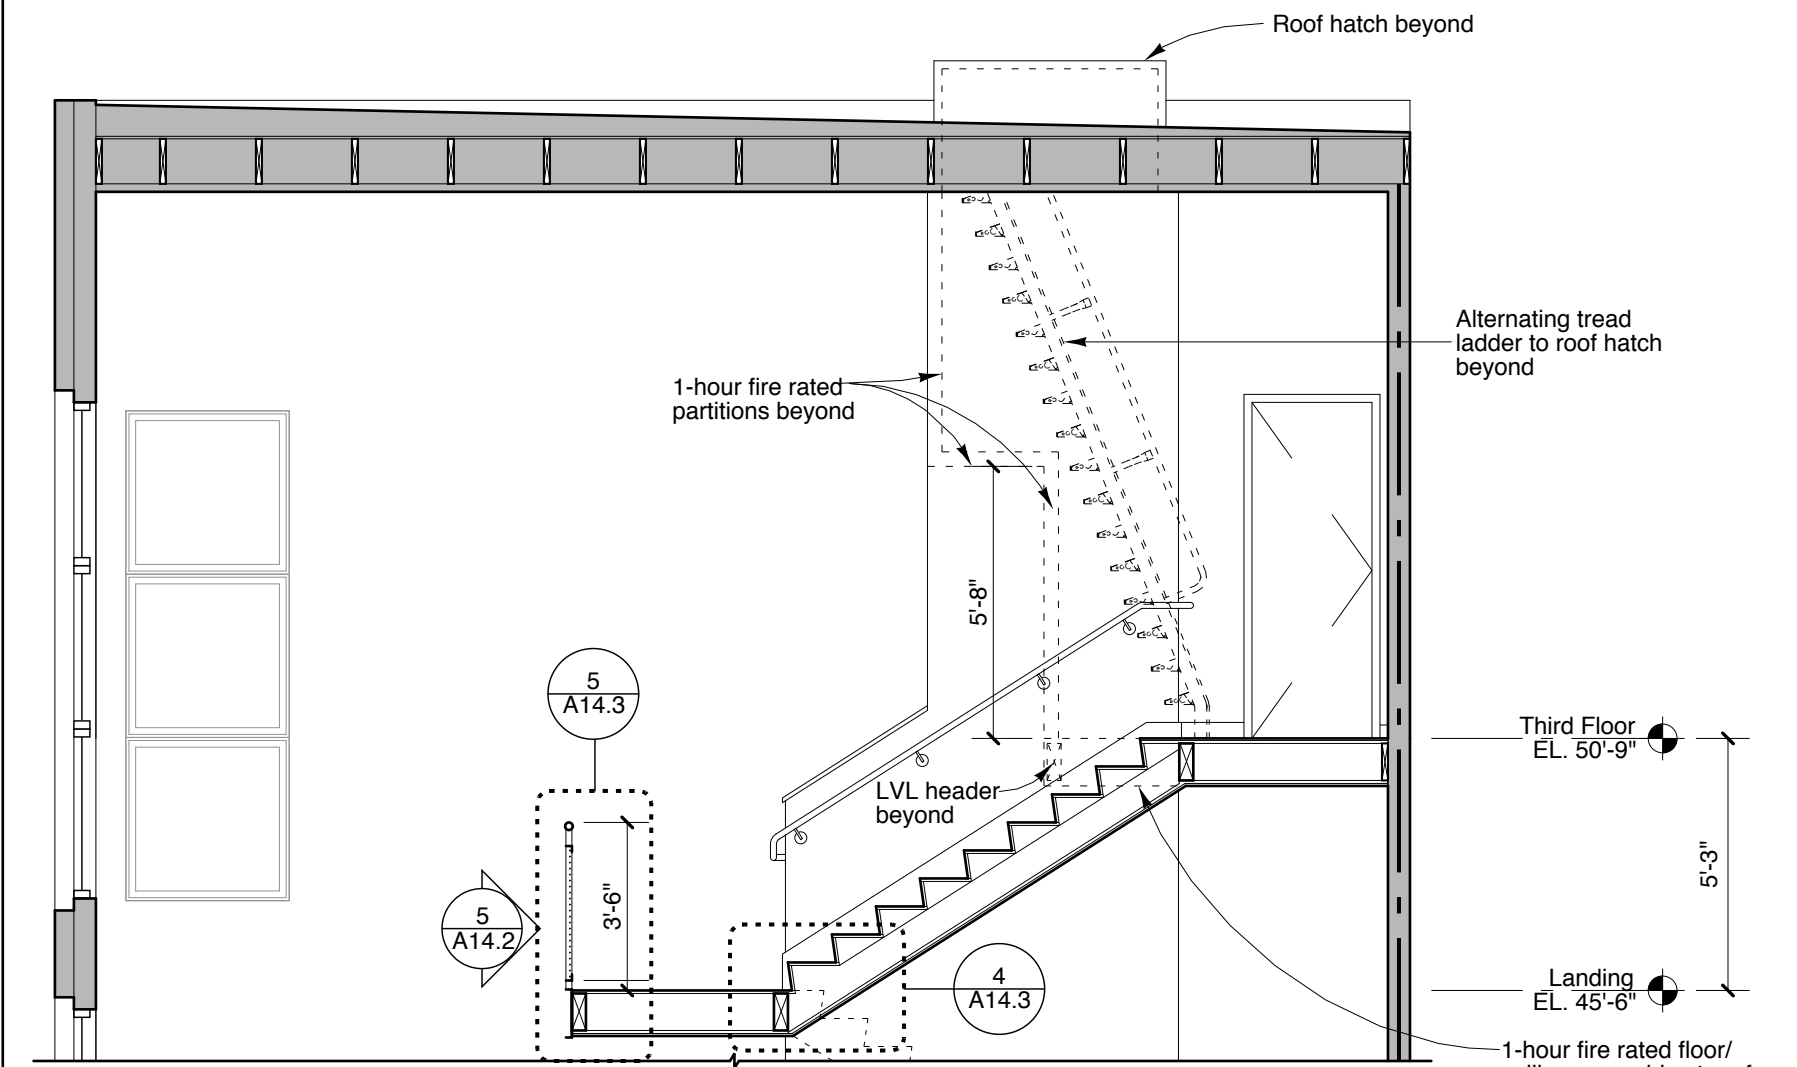 Roof hatch beyond
Alternating tread
ladder to roof hatch
beyond
1-hour fire rated
partitions beyond
5'-8"
5
A14.3
Third Floor
EL. 50'-9"
LVL header
beyond
3'-6"
5
A14.2
5'-3"
4
A14.3
Landing
EL. 45'-6"
1-hour fire rated floor/